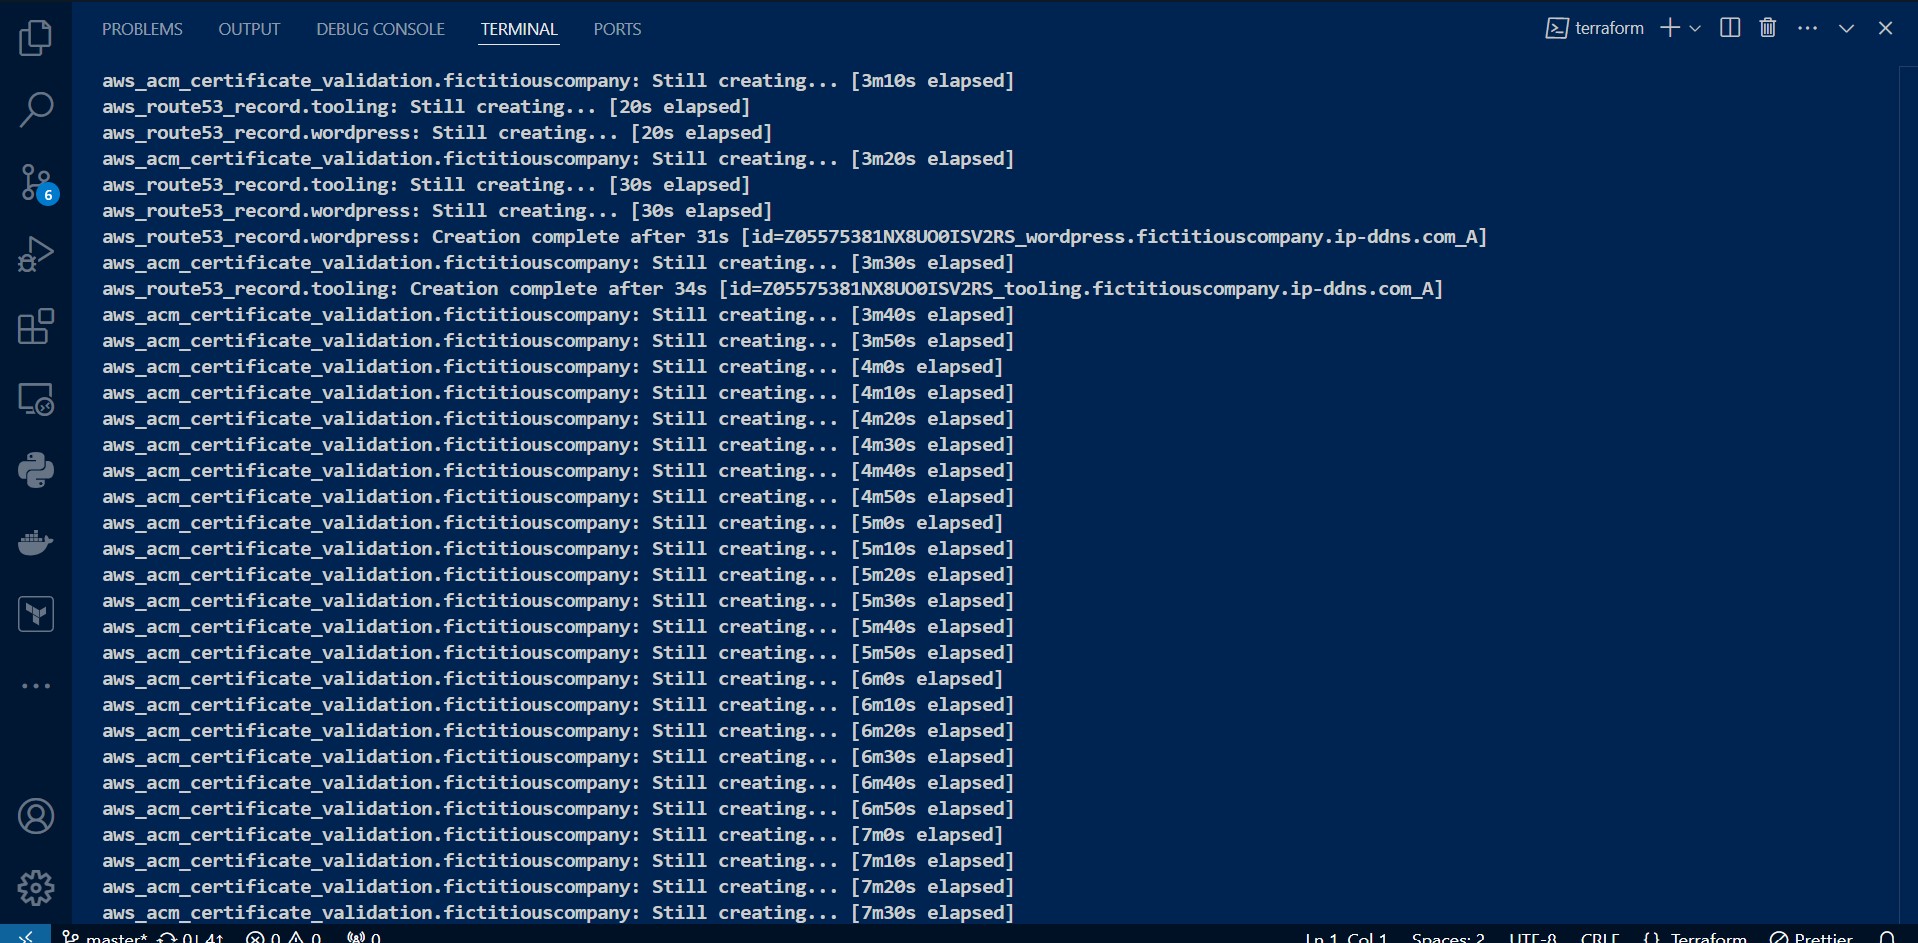 PROBLEMS OUTPUT DEBUG CONSOLE TERMINAL PORTS terraform
aws_acm_certificate_validation.fictitiouscompany: Still creating... [3m10s elapsed]
aws_route53_record.tooling: Still creating... [20s elapsed]
aws_route53_record.wordpress: Still creating... [20s elapsed]
aws_acm_certificate_validation.fictitiouscompany: Still creating... [3m20s elapsed]
aws_route53_record.tooling: Still creating... [30s elapsed]
aws_route53_record.wordpress: Still creating... [30s elapsed]
aws_route53_record.wordpress: Creation complete after 31s [id=Z05575381NX8UO0ISV2RS_wordpress.fictitiouscompany.ip-ddns.com_A]
aws_acm_certificate_validation.fictitiouscompany: Still creating... [3m30s elapsed]
aws_route53_record.tooling: Creation complete after 34s [id=Z05575381NX8UO0ISV2RS_tooling.fictitiouscompany.ip-ddns.com_A]
aws_acm_certificate_validation.fictitiouscompany: Still creating... [3m40s elapsed]
aws_acm_certificate_validation.fictitiouscompany: Still creating... [3m50s elapsed]
aws_acm_certificate_validation.fictitiouscompany: Still creating... [4m0s elapsed]
aws_acm_certificate_validation.fictitiouscompany: Still creating... [4m10s elapsed]
aws_acm_certificate_validation.fictitiouscompany: Still creating... [4m20s elapsed]
aws_acm_certificate_validation.fictitiouscompany: Still creating... [4m30s elapsed]
aws_acm_certificate_validation.fictitiouscompany: Still creating... [4m40s elapsed]
aws_acm_certificate_validation.fictitiouscompany: Still creating... [4m50s elapsed]
aws_acm_certificate_validation.fictitiouscompany: Still creating... [5m0s elapsed]
aws_acm_certificate_validation.fictitiouscompany: Still creating... [5m10s elapsed]
aws_acm_certificate_validation.fictitiouscompany: Still creating... [5m20s elapsed]
aws_acm_certificate_validation.fictitiouscompany: Still creating... [5m30s elapsed]
aws_acm_certificate_validation.fictitiouscompany: Still creating... [5m40s elapsed]
aws_acm_certificate_validation.fictitiouscompany: Still creating... [5m50s elapsed]
aws_acm_certificate_validation.fictitiouscompany: Still creating... [6m0s elapsed]
aws_acm_certificate_validation.fictitiouscompany: Still creating... [6m10s elapsed]
aws_acm_certificate_validation.fictitiouscompany: Still creating... [6m20s elapsed]
aws_acm_certificate_validation.fictitiouscompany: Still creating... [6m30s elapsed]
aws_acm_certificate_validation.fictitiouscompany: Still creating... [6m40s elapsed]
aws_acm_certificate_validation.fictitiouscompany: Still creating... [6m50s elapsed]
aws_acm_certificate_validation.fictitiouscompany: Still creating... [7m0s elapsed]
aws_acm_certificate_validation.fictitiouscompany: Still creating... [7m10s elapsed]
aws_acm_certificate_validation.fictitiouscompany: Still creating... [7m20s elapsed]
aws_acm_certificate_validation.fictitiouscompany: Still creating... [7m30s elapsed]
6
master* 0↓ 4↑ 0 0 0 Ln 1, Col 1 Spaces: 2 UTF-8 CRLF {} Terraform Prettier